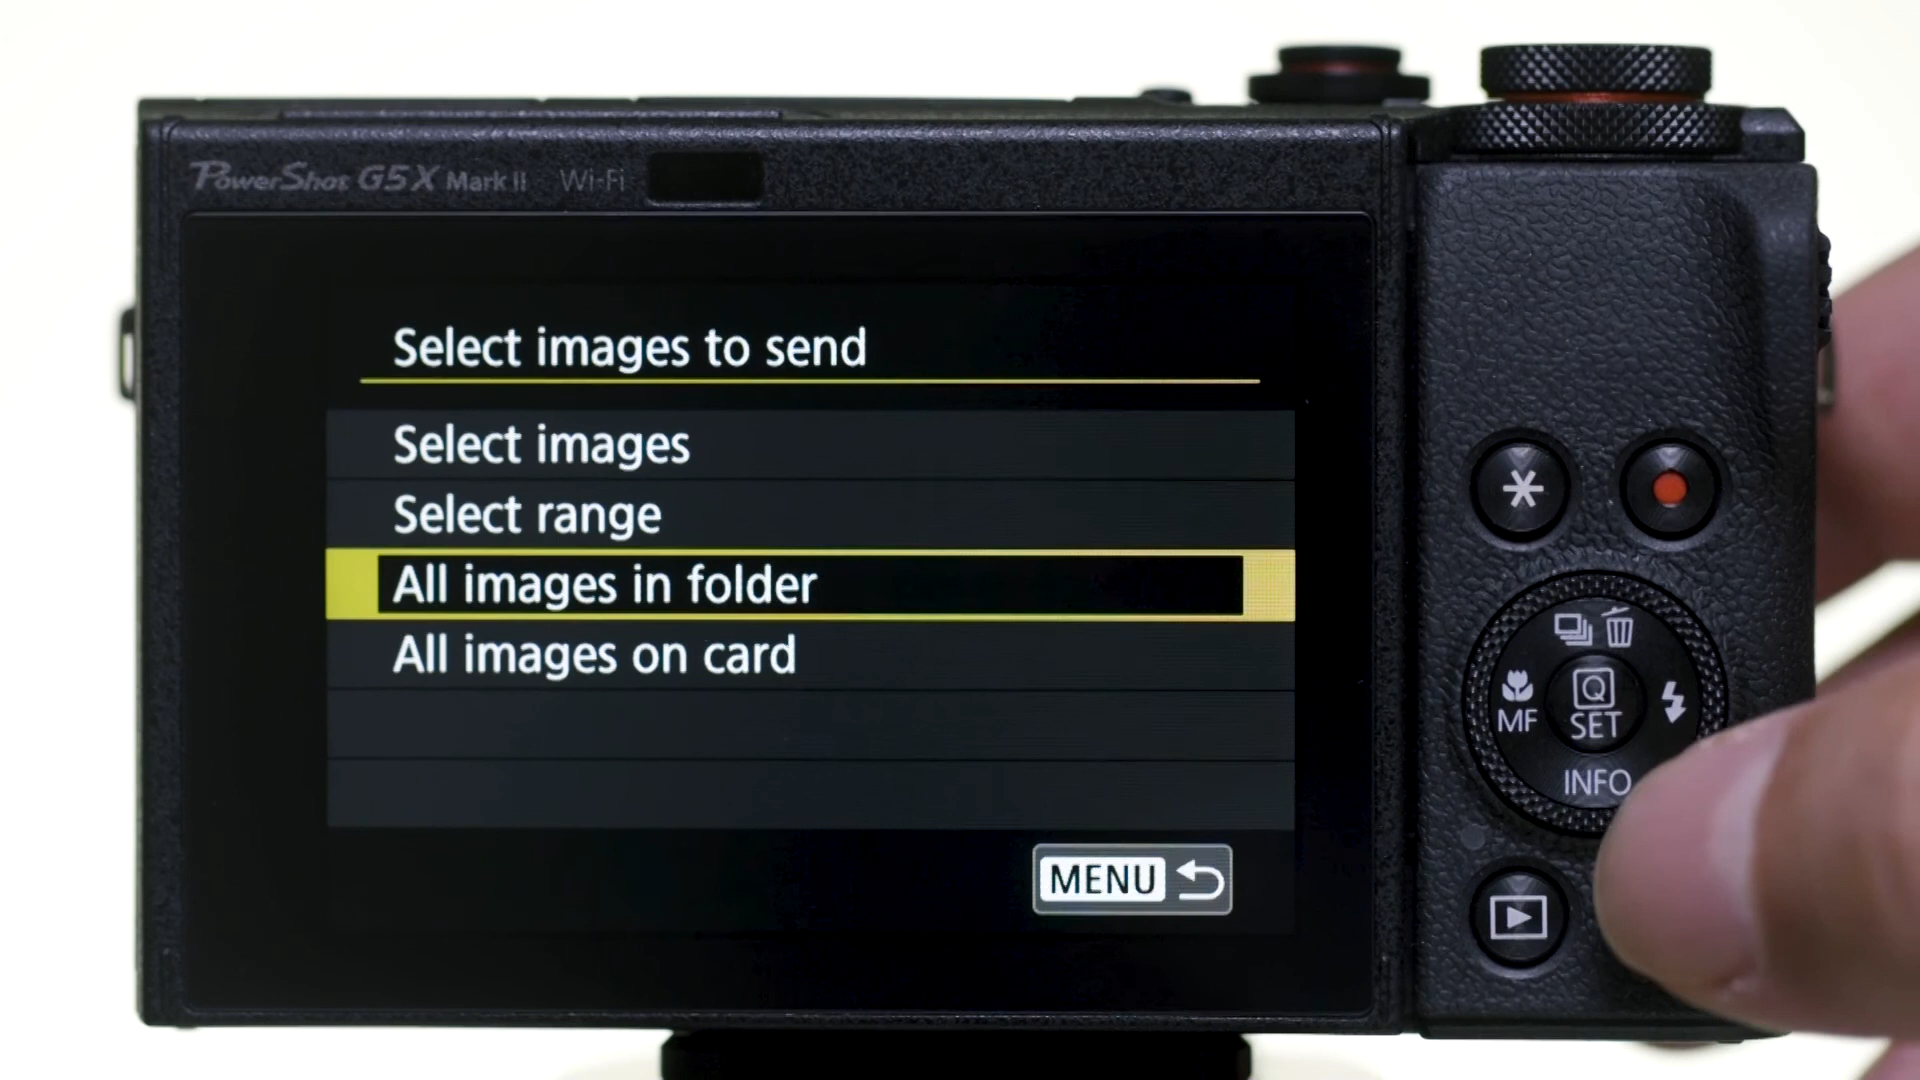 PowerShot G5 X Mark II Wi-Fi
Select images to send
Select images
Select range
All images in folder
All images on card
MENU
MF
Q
SET
INFO